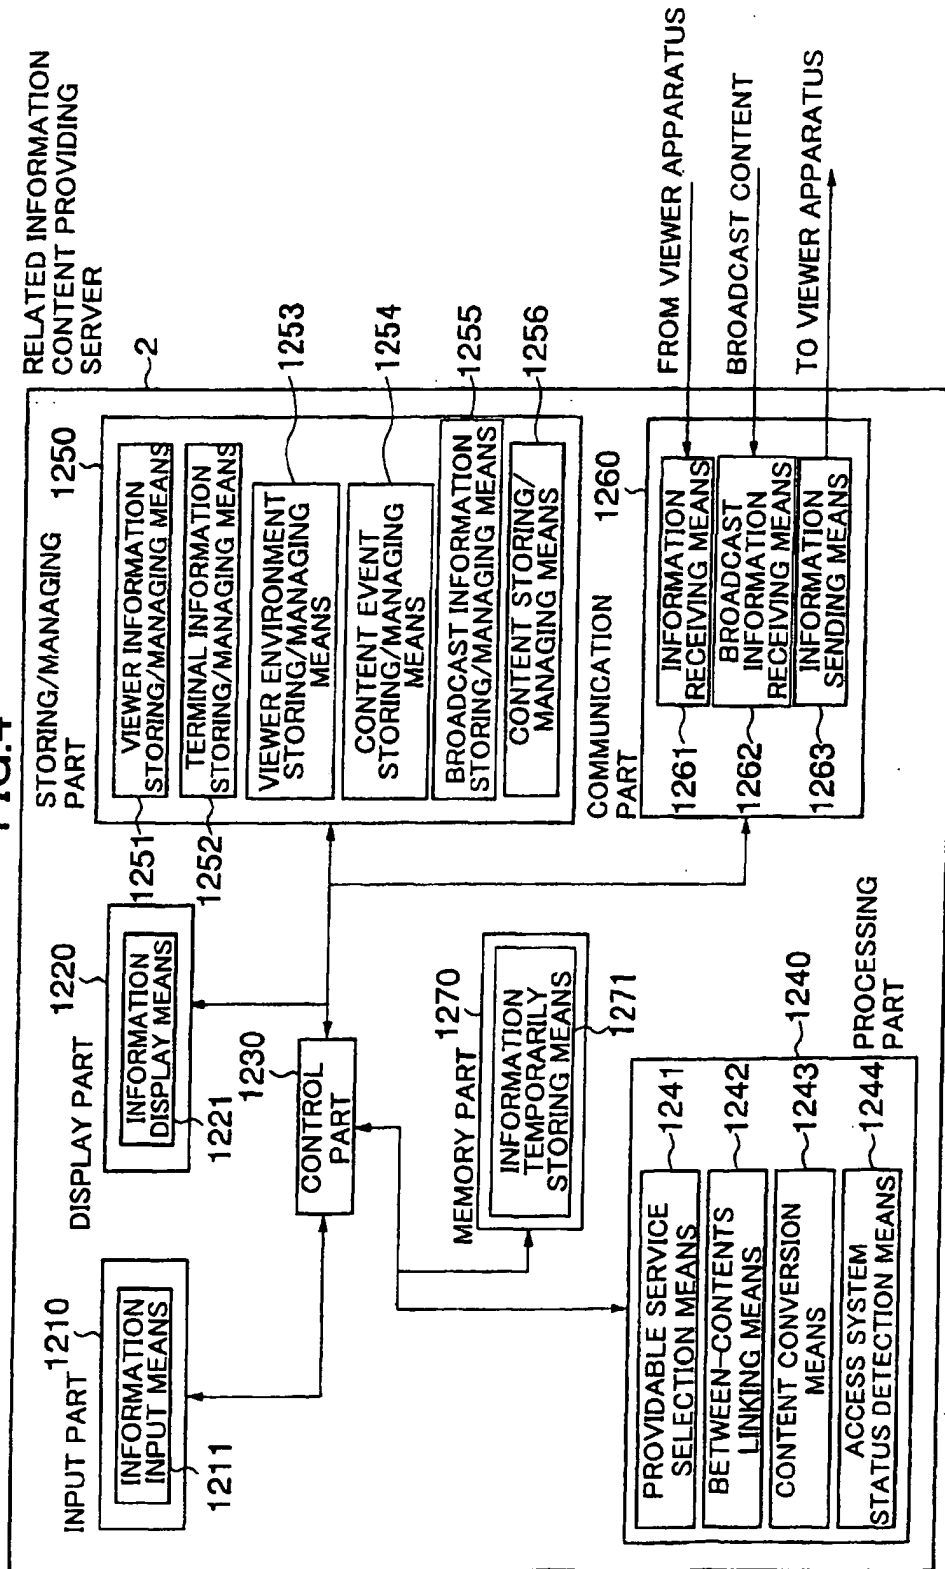 FIG.4
RELATED INFORMATION
CONTENT PROVIDING
SERVER
2
INPUT PART
1210
INFORMATION
INPUT MEANS
1211
DISPLAY PART
1220
INFORMATION
DISPLAY MEANS
1221
STORING/MANAGING
PART
1250
VIEWER INFORMATION
STORING/MANAGING MEANS
1251
TERMINAL INFORMATION
STORING/MANAGING MEANS
1252
VIEWER ENVIRONMENT
STORING/MANAGING
MEANS
1253
CONTENT EVENT
STORING/MANAGING
MEANS
1254
BROADCAST INFORMATION
STORING/MANAGING MEANS
1255
CONTENT STORING/
MANAGING MEANS
1256
1230
CONTROL
PART
MEMORY PART
1270
INFORMATION
TEMPORARILY
STORING MEANS
1271
COMMUNICATION
PART
1260
INFORMATION
RECEIVING MEANS
1261
BROADCAST
INFORMATION
RECEIVING MEANS
1262
INFORMATION
SENDING MEANS
1263
FROM VIEWER APPARATUS
BROADCAST CONTENT
TO VIEWER APPARATUS
PROVIDABLE SERVICE
SELECTION MEANS
1241
BETWEEN-CONTENTS
LINKING MEANS
1242
CONTENT CONVERSION
MEANS
1243
ACCESS SYSTEM
STATUS DETECTION MEANS
1244
1240
PROCESSING
PART